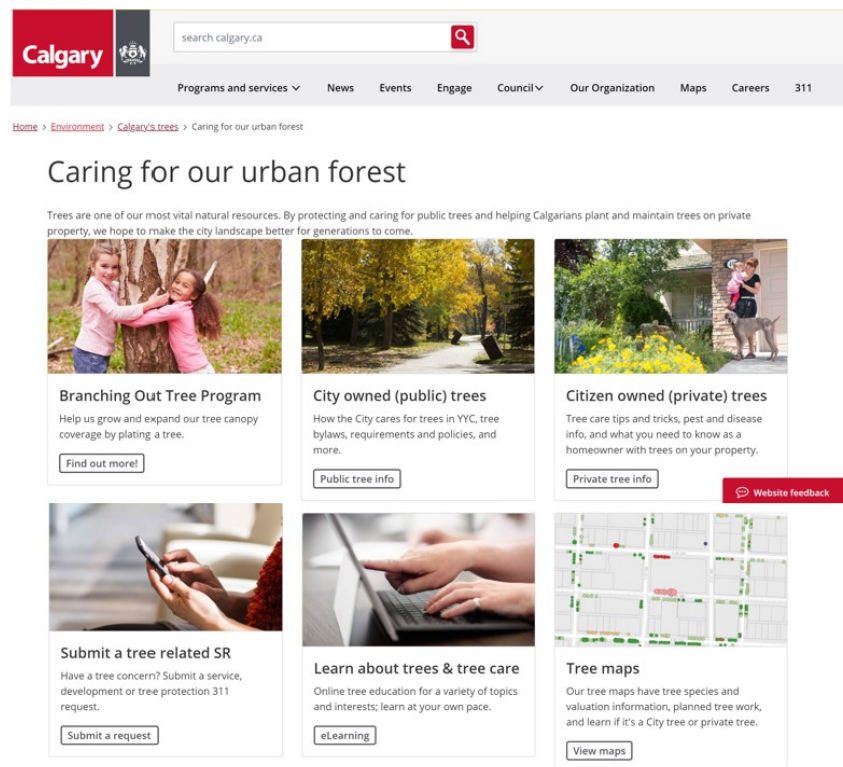 Calgary
search calgary.ca
Programs and services
News
Events
Engage
Council
Our Organization
Maps
Careers
311
Home > Environment > Calgary's trees > Caring for our urban forest
Caring for our urban forest
Trees are one of our most vital natural resources. By protecting and caring for public trees and helping Calgarians plant and maintain trees on private
property, we hope to make the city landscape better for generations to come.
Branching Out Tree Program
Help us grow and expand our tree canopy
coverage by plating a tree.
Find out more!
City owned (public) trees
How the City cares for trees in YYC, tree
bylaws, requirements and policies, and
more.
Public tree info
Citizen owned (private) trees
Tree care tips and tricks, pest and disease
info, and what you need to know as a
homeowner with trees on your property.
Private tree info
Website feedback
Submit a tree related SR
Have a tree concern? Submit a service,
development or tree protection 311
request.
Submit a request
Learn about trees & tree care
Online tree education for a variety of topics
and interests; learn at your own pace.
eLearning
Tree maps
Our tree maps have tree species and
valuation information, planned tree work,
and learn if it's a City tree or private tree.
View maps